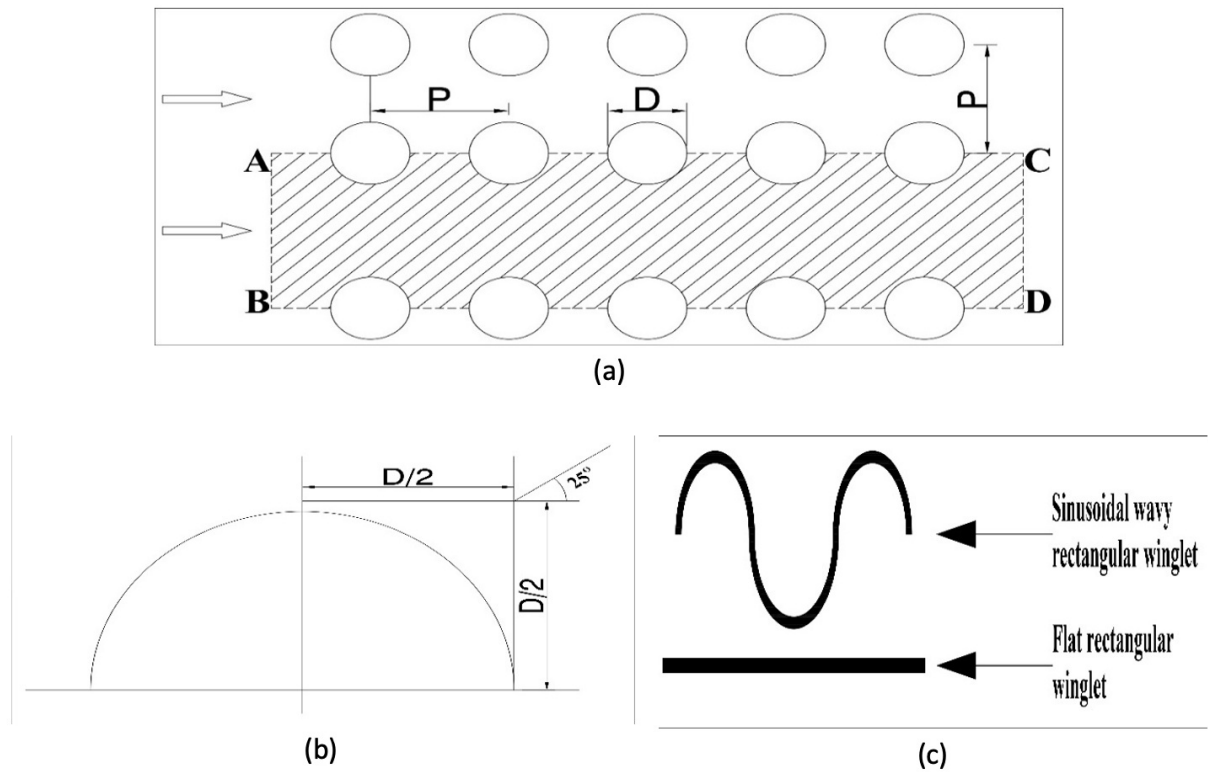 P
D
P
A
C
B
D
(a)
D/2
25°
D/2
(b)
Sinusoidal wavy
rectangular winglet
Flat rectangular
winglet
(c)